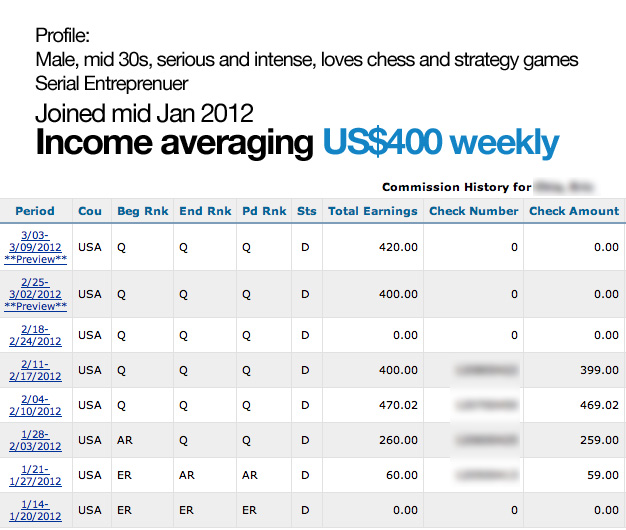 Profile:
Male, mid 30s, serious and intense, loves chess and strategy games
Serial Entreprenuer
Joined mid Jan 2012
Income averaging US$400 weekly
Commission History for
Period Cou Beg Rnk End Rnk Pd Rnk Sts Total Earnings Check Number Check Amount
3/03-
3/09/2012 USA Q Q Q D 420.00 0 0.00
**Preview**
2/25-
3/02/2012 USA Q Q Q D 400.00 0 0.00
**Preview**
2/18-
2/24/2012 USA Q Q Q D 0.00 0 0.00
2/11-
2/17/2012 USA Q Q Q D 400.00 399.00
2/04-
2/10/2012 USA Q Q Q D 470.02 469.02
1/28-
2/03/2012 USA AR Q Q D 260.00 259.00
1/21-
1/27/2012 USA ER AR AR D 60.00 59.00
1/14-
1/20/2012 USA ER ER ER D 0.00 0 0.00